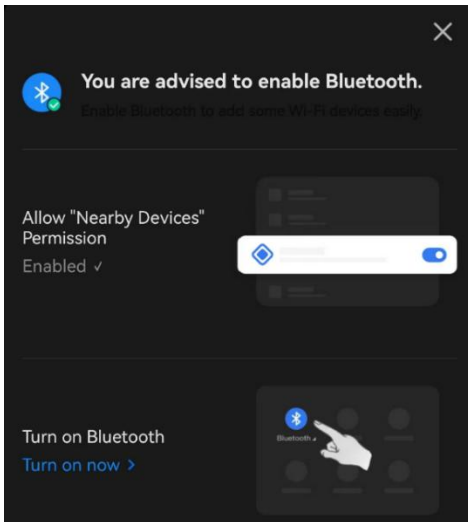 You are advised to enable Bluetooth.
Enable Bluetooth to add some Wi-Fi devices easily.
Allow "Nearby Devices"
Permission
Enabled ✓
Bluetooth
Turn on Bluetooth
Turn on now >